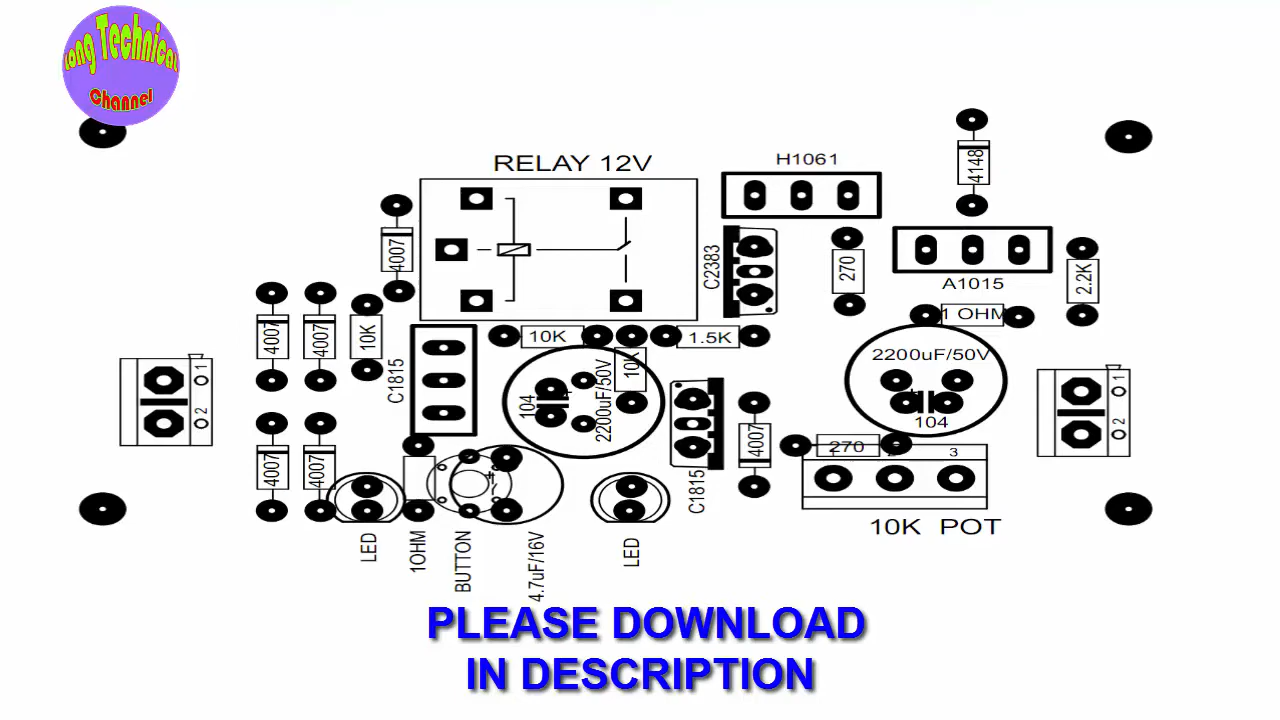 Long Technical
Channel
RELAY 12V
H1061
4148
4007
C2383
270
A1015
2.2K
1 OHM
4007
4007
10K
10K
1.5K
C1815
10K
2200uF/50V
104
2200uF/50V
104
1
2
1
2
4007
4007
4007
C1815
270
1 2 3
10K POT
LED
1OHM
BUTTON
4.7uF/16V
LED
PLEASE DOWNLOAD
IN DESCRIPTION